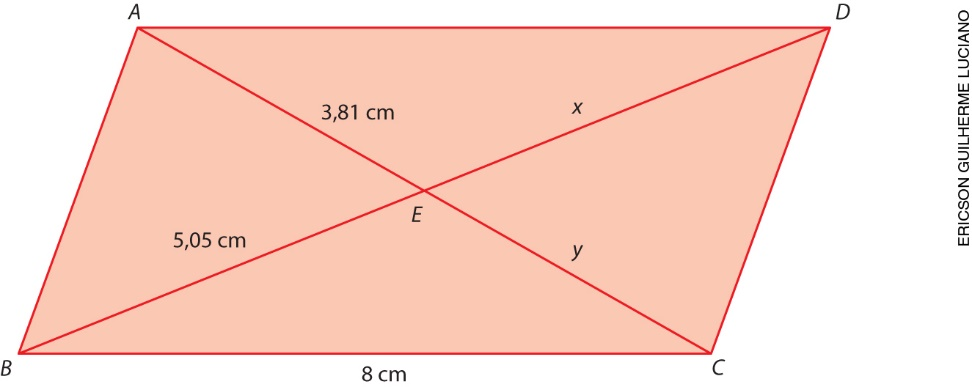 A
D
3,81 cm
x
E
5,05 cm
y
B
C
8 cm
ERICSON GUILHERME LUCIANO